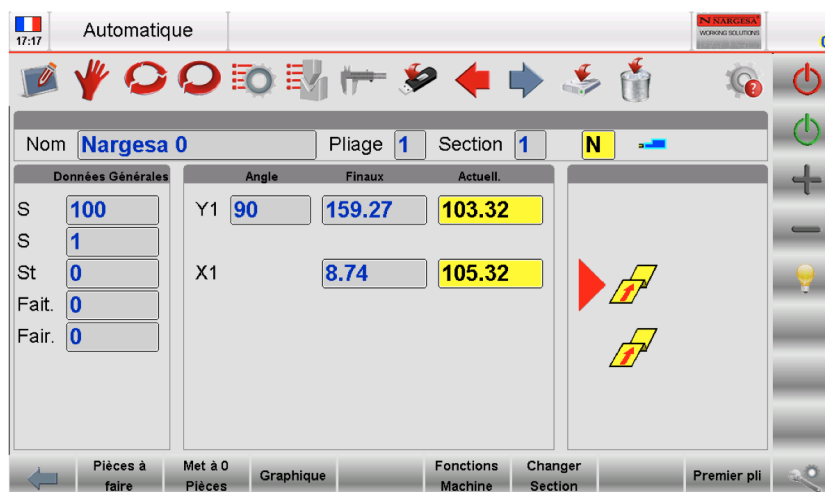 17:17 Automatique N NARGESA WORKING SOLUTIONS
Nom Nargesa 0 Pliage 1 Section 1 N
Données Générales Angle Finaux Actuell.
S 100 Y1 90 159.27 103.32
S 1
St 0 X1 8.74 105.32
Fait. 0
Fair. 0
Pièces à faire
Met à 0 Pièces
Graphique
Fonctions Machine
Changer Section
Premier pli